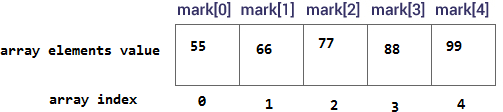 mark[0] mark[1] mark[2] mark[3] mark[4]
array elements value 55 66 77 88 99
array index 0 1 2 3 4